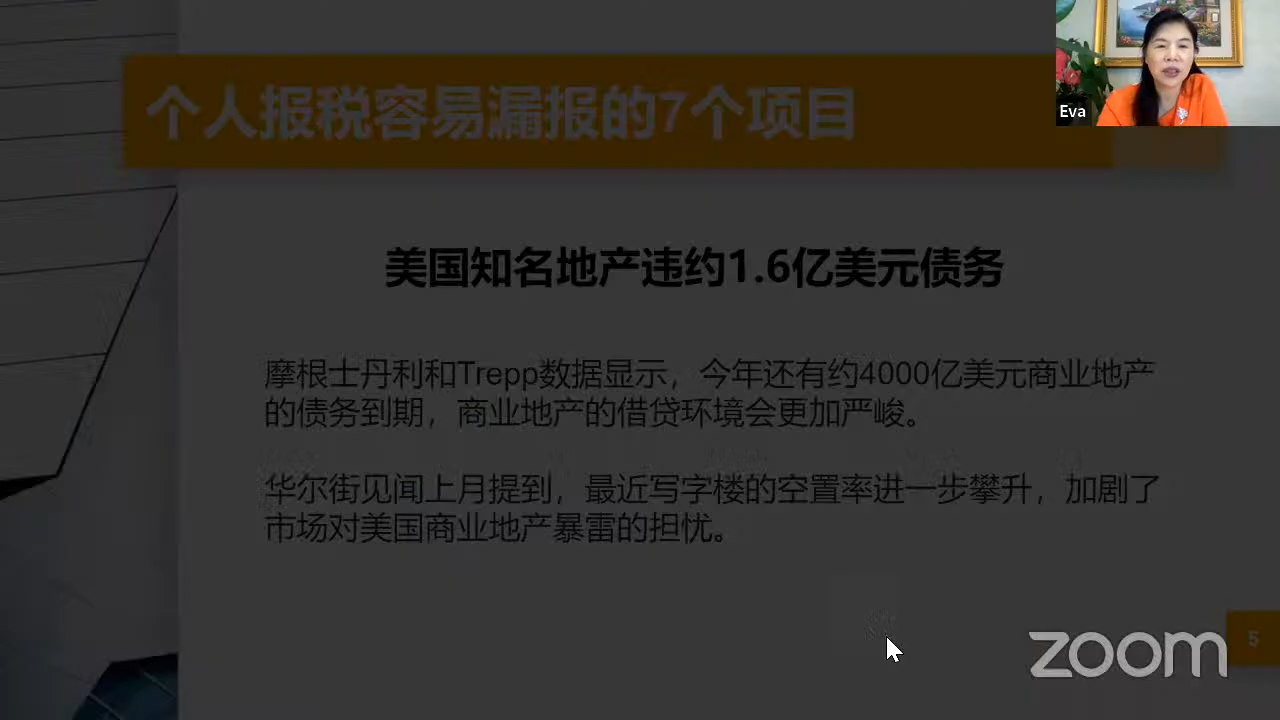 个人报税容易漏报的7个项目
Eva
美国知名地产违约1.6亿美元债务
摩根士丹利和Trepp数据显示，今年还有约4000亿美元商业地产
的债务到期，商业地产的借贷环境会更加严峻。
华尔街见闻上月提到，最近写字楼的空置率进一步攀升，加剧了
市场对美国商业地产暴雷的担忧。
5
zoom